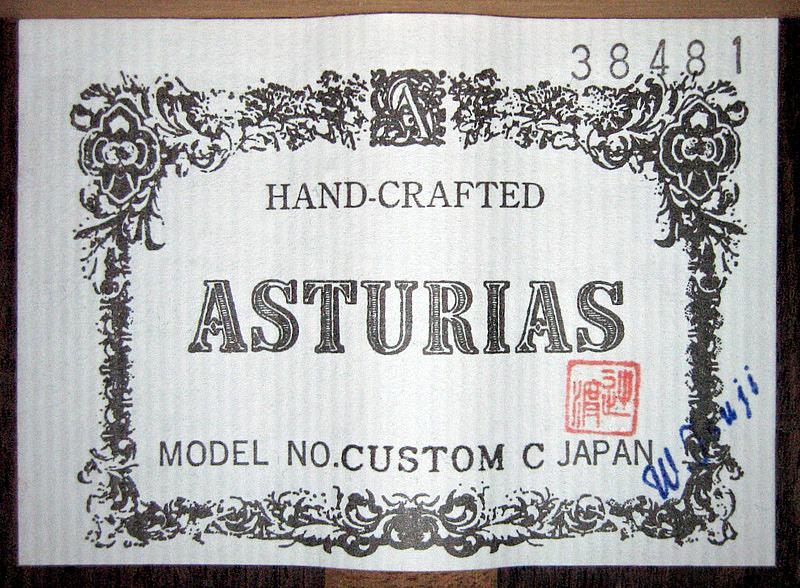 38481
A
HAND-CRAFTED
ASTURIAS
MODEL NO. CUSTOM C JAPAN